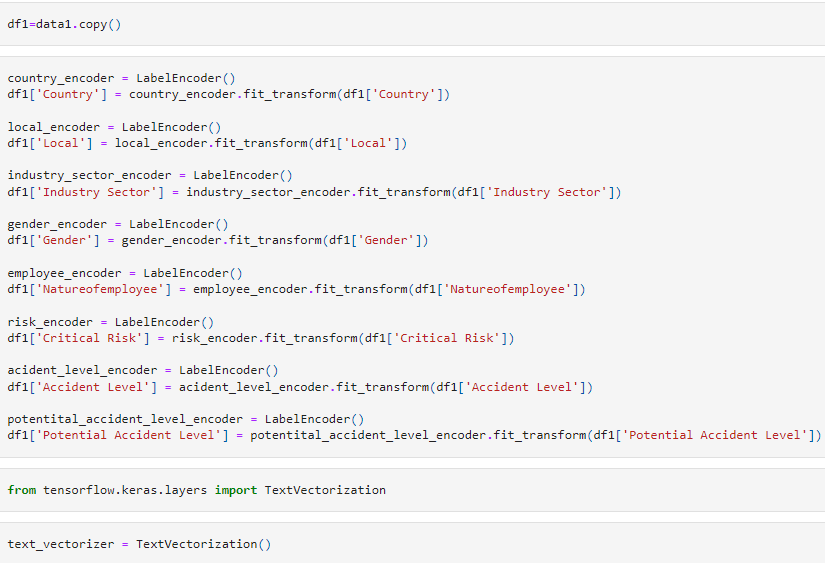 df1=data1.copy()
country_encoder = LabelEncoder()
df1['Country'] = country_encoder.fit_transform(df1['Country'])
local_encoder = LabelEncoder()
df1['Local'] = local_encoder.fit_transform(df1['Local'])
industry_sector_encoder = LabelEncoder()
df1['Industry Sector'] = industry_sector_encoder.fit_transform(df1['Industry Sector'])
gender_encoder = LabelEncoder()
df1['Gender'] = gender_encoder.fit_transform(df1['Gender'])
employee_encoder = LabelEncoder()
df1['Natureofemployee'] = employee_encoder.fit_transform(df1['Natureofemployee'])
risk_encoder = LabelEncoder()
df1['Critical Risk'] = risk_encoder.fit_transform(df1['Critical Risk'])
acident_level_encoder = LabelEncoder()
df1['Accident Level'] = acident_level_encoder.fit_transform(df1['Accident Level'])
potentital_accident_level_encoder = LabelEncoder()
df1['Potential Accident Level'] = potentital_accident_level_encoder.fit_transform(df1['Potential Accident Level'])
from tensorflow.keras.layers import TextVectorization
text_vectorizer = TextVectorization()